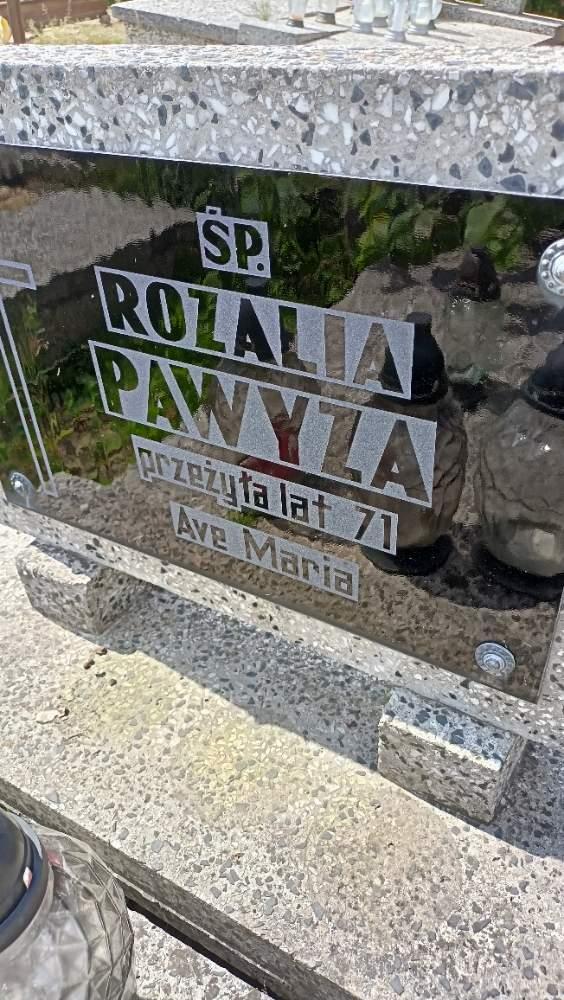 ŚP.
ROZALIA
PAWYZA
przeżyła lat 71
Ave Maria